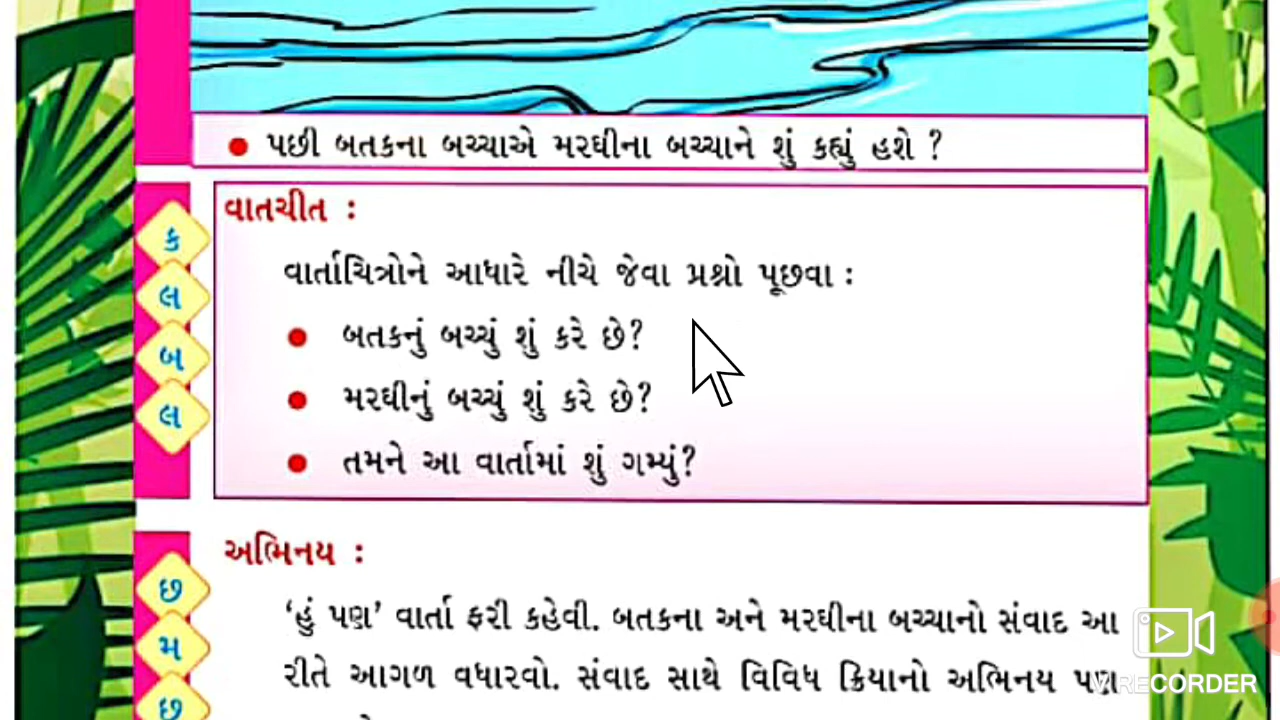 પછી બતકના બચ્ચાએ મરઘીના બચ્ચાને શું કહ્યું હશે ?
વાતચીત :
ક
વાર્તાચિત્રોને આધારે નીચે જેવા પ્રશ્નો પૂછવા :
લ
બતકનું બચ્ચું શું કરે છે?
બ
મરઘીનું બચ્ચું શું કરે છે?
લ
તમને આ વાર્તામાં શું ગમ્યું?
અભિનય :
છ
‘હું પણ’ વાર્તા ફરી કહેવી. બતકના અને મરઘીના બચ્ચાનો સંવાદ આ
મ
રીતે આગળ વધારવો. સંવાદ સાથે વિવિધ ક્રિયાનો અભિનય પણ
છ
RECORDER